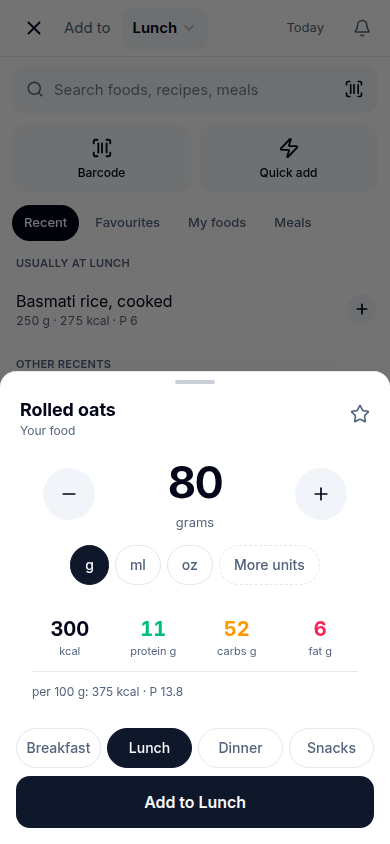 Add to Lunch Today
Search foods, recipes, meals
Barcode Quick add
Recent Favourites My foods Meals
USUALLY AT LUNCH
Basmati rice, cooked
250 g · 275 kcal · P 6
OTHER RECENTS
Rolled oats
Your food
80
grams
g ml oz More units
300 11 52 6
kcal protein g carbs g fat g
per 100 g: 375 kcal · P 13.8
Breakfast Lunch Dinner Snacks
Add to Lunch